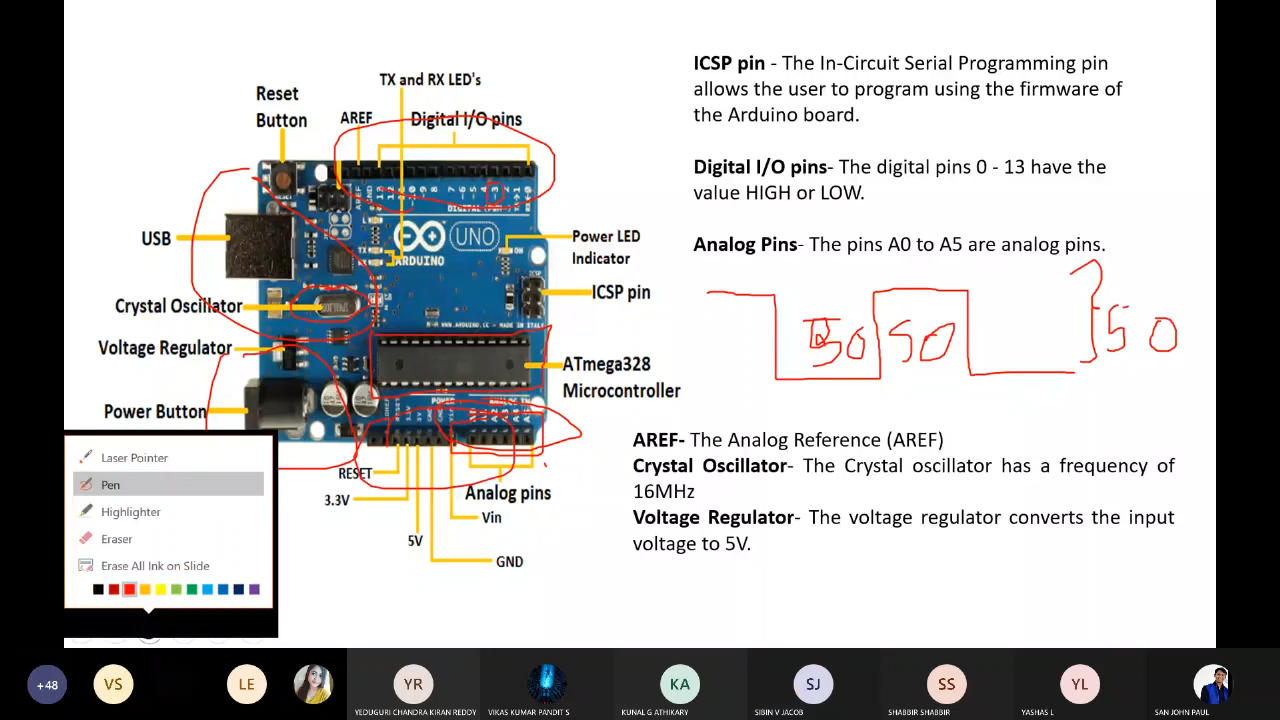 TX and RX LED's
Reset
Button
AREF
Digital I/O pins
USB
Crystal Oscillator
Voltage Regulator
Power Button
RESET
3.3V
5V
Analog pins
Vin
GND
Power LED
Indicator
ICSP pin
ATmega328
Microcontroller
UNO
ARDUINO
ON
ICSP
AREF
GND
ICSP pin - The In-Circuit Serial Programming pin
allows the user to program using the firmware of
the Arduino board.
Digital I/O pins- The digital pins 0 - 13 have the
value HIGH or LOW.
Analog Pins- The pins A0 to A5 are analog pins.
50
50
50
AREF- The Analog Reference (AREF)
Crystal Oscillator- The Crystal oscillator has a frequency of
16MHz
Voltage Regulator- The voltage regulator converts the input
voltage to 5V.
Laser Pointer
Pen
Highlighter
Eraser
Erase All Ink on Slide
+48
VS
LE
YR
KA
SJ
SS
YL
YEDUGURI CHANDRA KIRAN REDDY
VIKAS KUMAR PANDIT S
KUNAL G ATHIKARY
SIBIN V JACOB
SHABBIR SHABBIR
YASHAS L
SAN JOHN PAUL